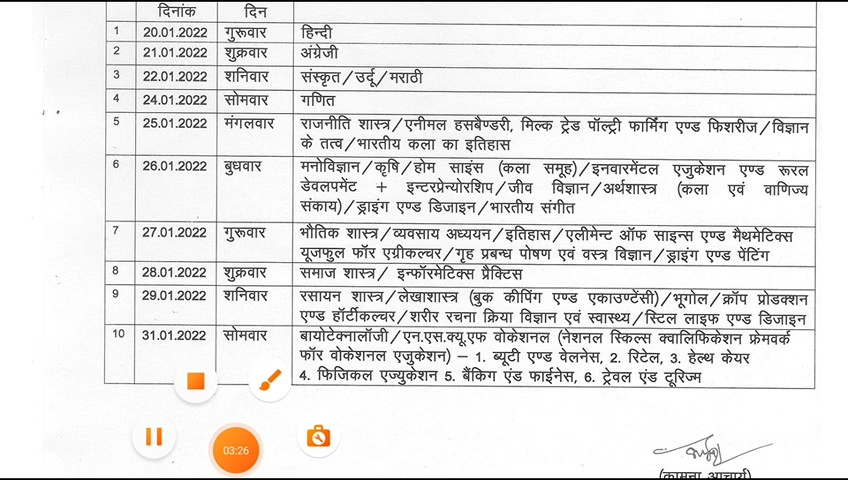 दिनांक दिन
1 20.01.2022 गुरूवार हिन्दी
2 21.01.2022 शुक्रवार अंग्रेजी
3 22.01.2022 शनिवार संस्कृत/उर्दू/मराठी
4 24.01.2022 सोमवार गणित
5 25.01.2022 मंगलवार राजनीति शास्त्र/एनीमल हसबैण्डरी, मिल्क ट्रेड पॉल्ट्री फार्मिंग एण्ड फिशरीज/विज्ञान
के तत्व/भारतीय कला का इतिहास
6 26.01.2022 बुधवार मनोविज्ञान/कृषि/होम साइंस (कला समूह)/इनवारमेंटल एजुकेशन एण्ड रूरल
डेवलपमेंट + इन्टरप्रेन्योरशिप/जीव विज्ञान/अर्थशास्त्र (कला एवं वाणिज्य
संकाय)/ड्राइंग एण्ड डिजाइन/भारतीय संगीत
7 27.01.2022 गुरूवार भौतिक शास्त्र/व्यवसाय अध्ययन/इतिहास/एलीमेन्ट ऑफ साइन्स एण्ड मैथमेटिक्स
यूजफुल फॉर एग्रीकल्चर/गृह प्रबन्ध पोषण एवं वस्त्र विज्ञान/ड्राइंग एण्ड पेंटिंग
8 28.01.2022 शुक्रवार समाज शास्त्र/ इन्फॉरमेटिक्स प्रैक्टिस
9 29.01.2022 शनिवार रसायन शास्त्र/लेखाशास्त्र (बुक कीपिंग एण्ड एकाउण्टेंसी)/भूगोल/क्रॉप प्रोडक्शन
एण्ड हॉर्टीकल्चर/शरीर रचना क्रिया विज्ञान एवं स्वास्थ्य/स्टिल लाइफ एण्ड डिजाइन
10 31.01.2022 सोमवार बायोटेक्नालॉजी/एन.एस.क्यू.एफ वोकेशनल (नेशनल स्किल्स क्वालिफिकेशन फ्रेमवर्क
फॉर वोकेशनल एजुकेशन) – 1. ब्यूटी एण्ड वेलनेस, 2. रिटेल, 3. हेल्थ केयर
4. फिजिकल एज्युकेशन 5. बैंकिग एंड फाईनेस, 6. ट्रेवल एंड टूरिज्म
03:26
(कामना आचार्य)